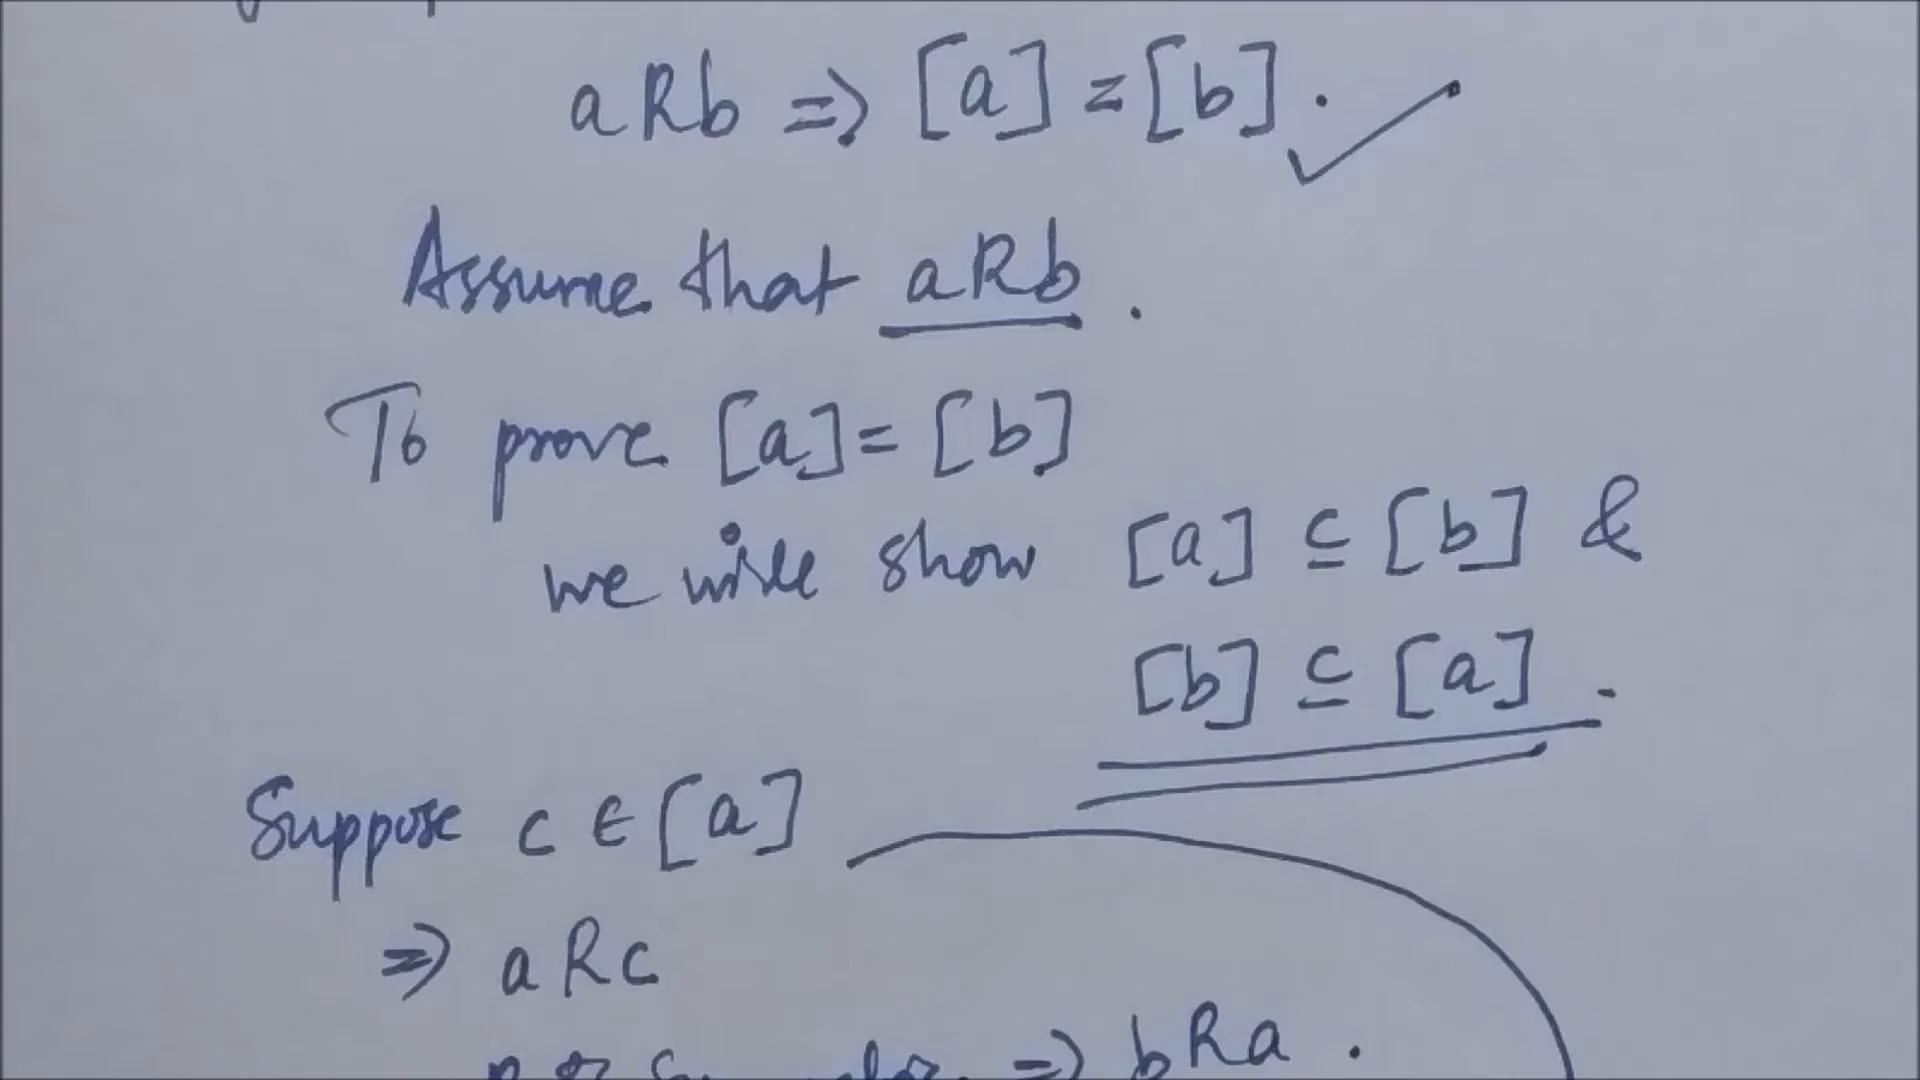 aRb => [a] = [b].
Assume that aRb.
To prove [a] = [b]
we will show [a] ⊆ [b] &
[b] ⊆ [a].
Suppose c ∈ [a]
=> aRc
=> bRa.